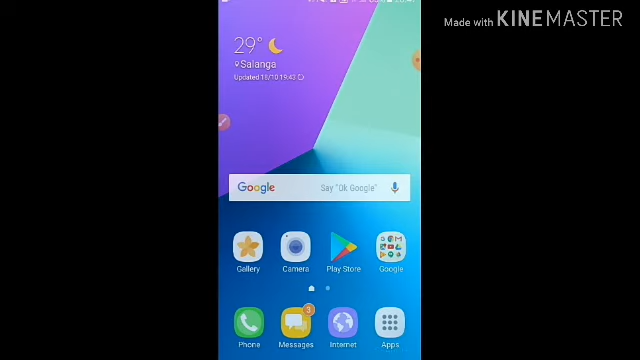 Made with KINEMASTER
29°
Salanga
Updated 18/10 19:43
Google Say "Ok Google"
Gallery Camera Play Store Google
3
Phone Messages Internet Apps